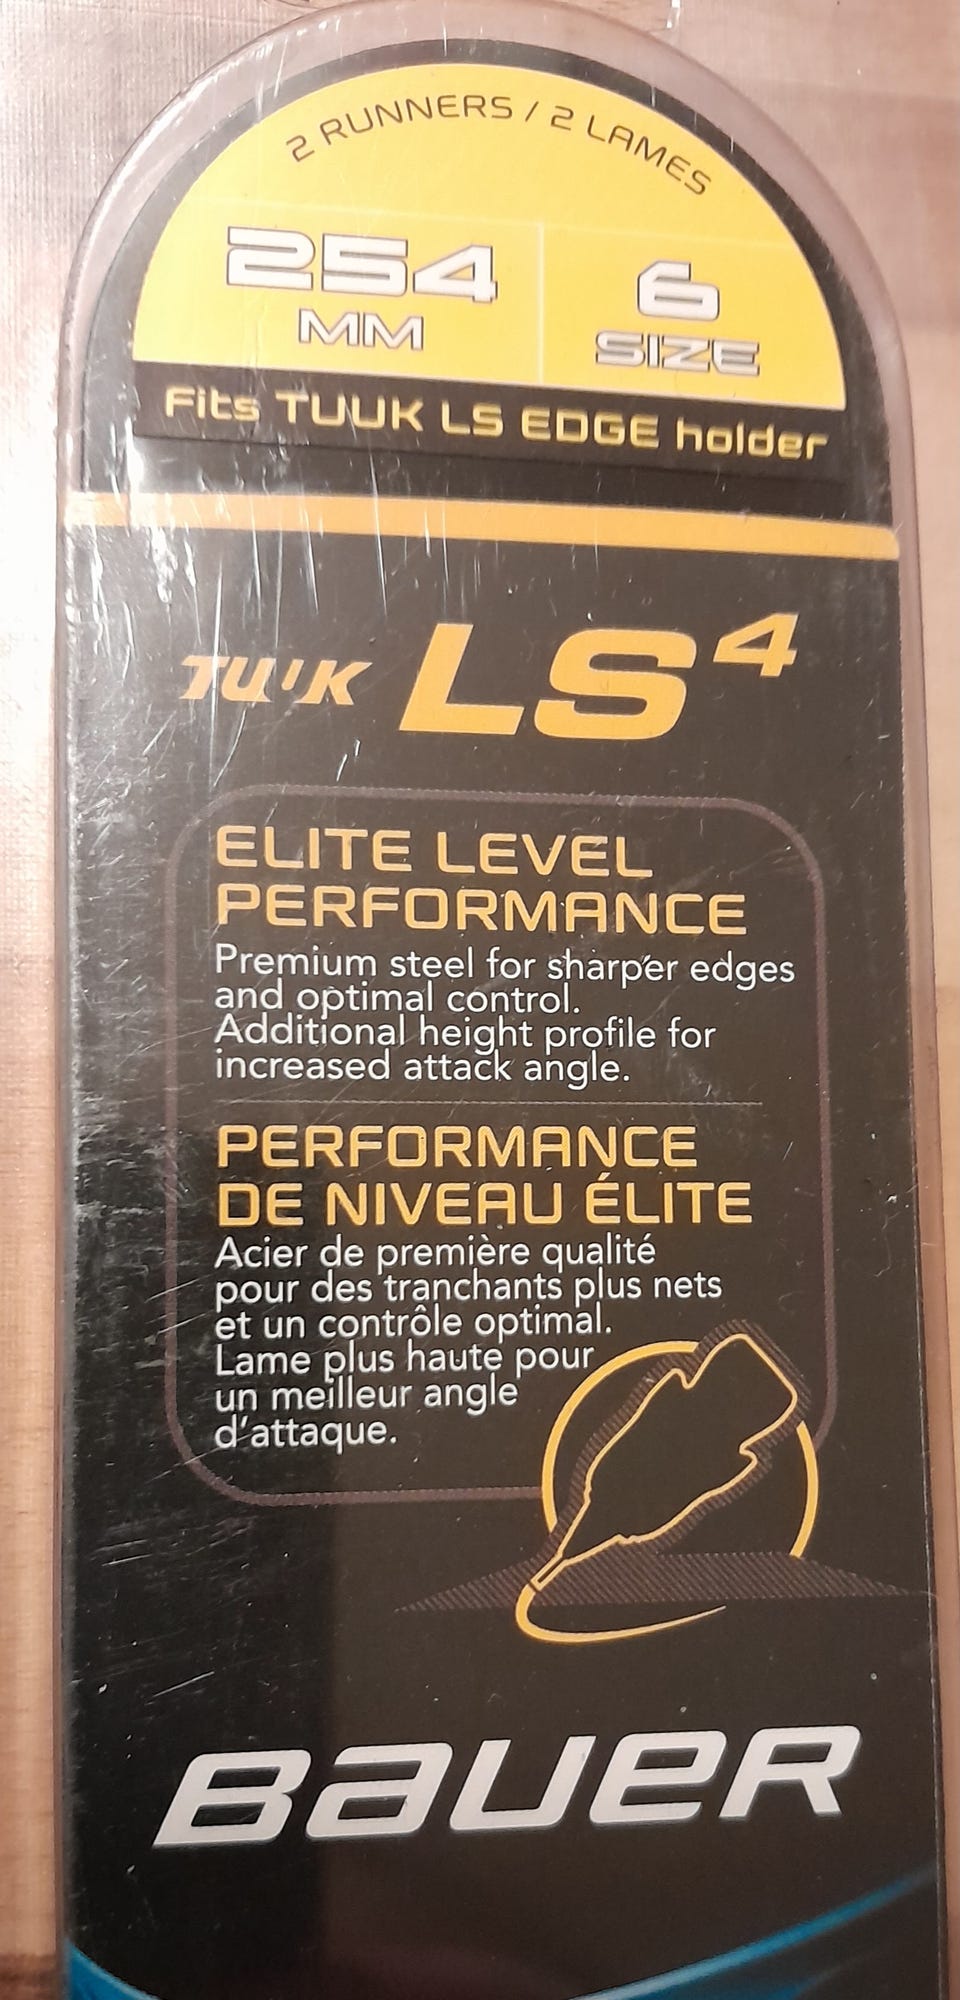 2 RUNNERS / 2 LAMES
254 6
MM SIZE
Fits TUUK LS EDGE holder
TUUK LS4
ELITE LEVEL
PERFORMANCE
Premium steel for sharper edges
and optimal control.
Additional height profile for
increased attack angle.
PERFORMANCE
DE NIVEAU ÉLITE
Acier de première qualité
pour des tranchants plus nets
et un contrôle optimal.
Lame plus haute pour
un meilleur angle
d'attaque.
BAUER